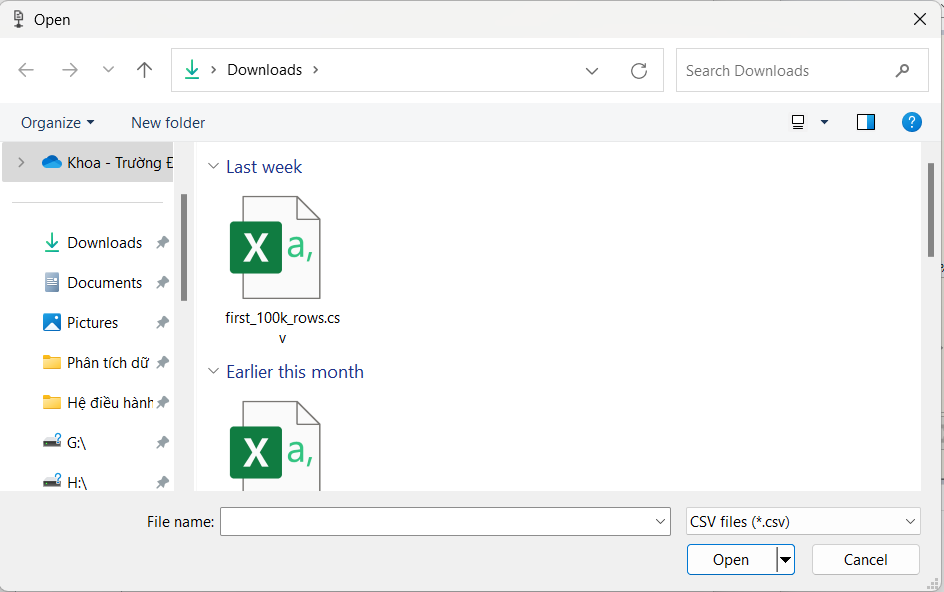 Open
Downloads
Search Downloads
Organize
New folder
Khoa - Trường Đ
Downloads
Documents
Pictures
Phân tích dữ
Hệ điều hành
G:\
H:\
Last week
X a,
first_100k_rows.cs
v
Earlier this month
X a,
File name:
CSV files (*.csv)
Open
Cancel